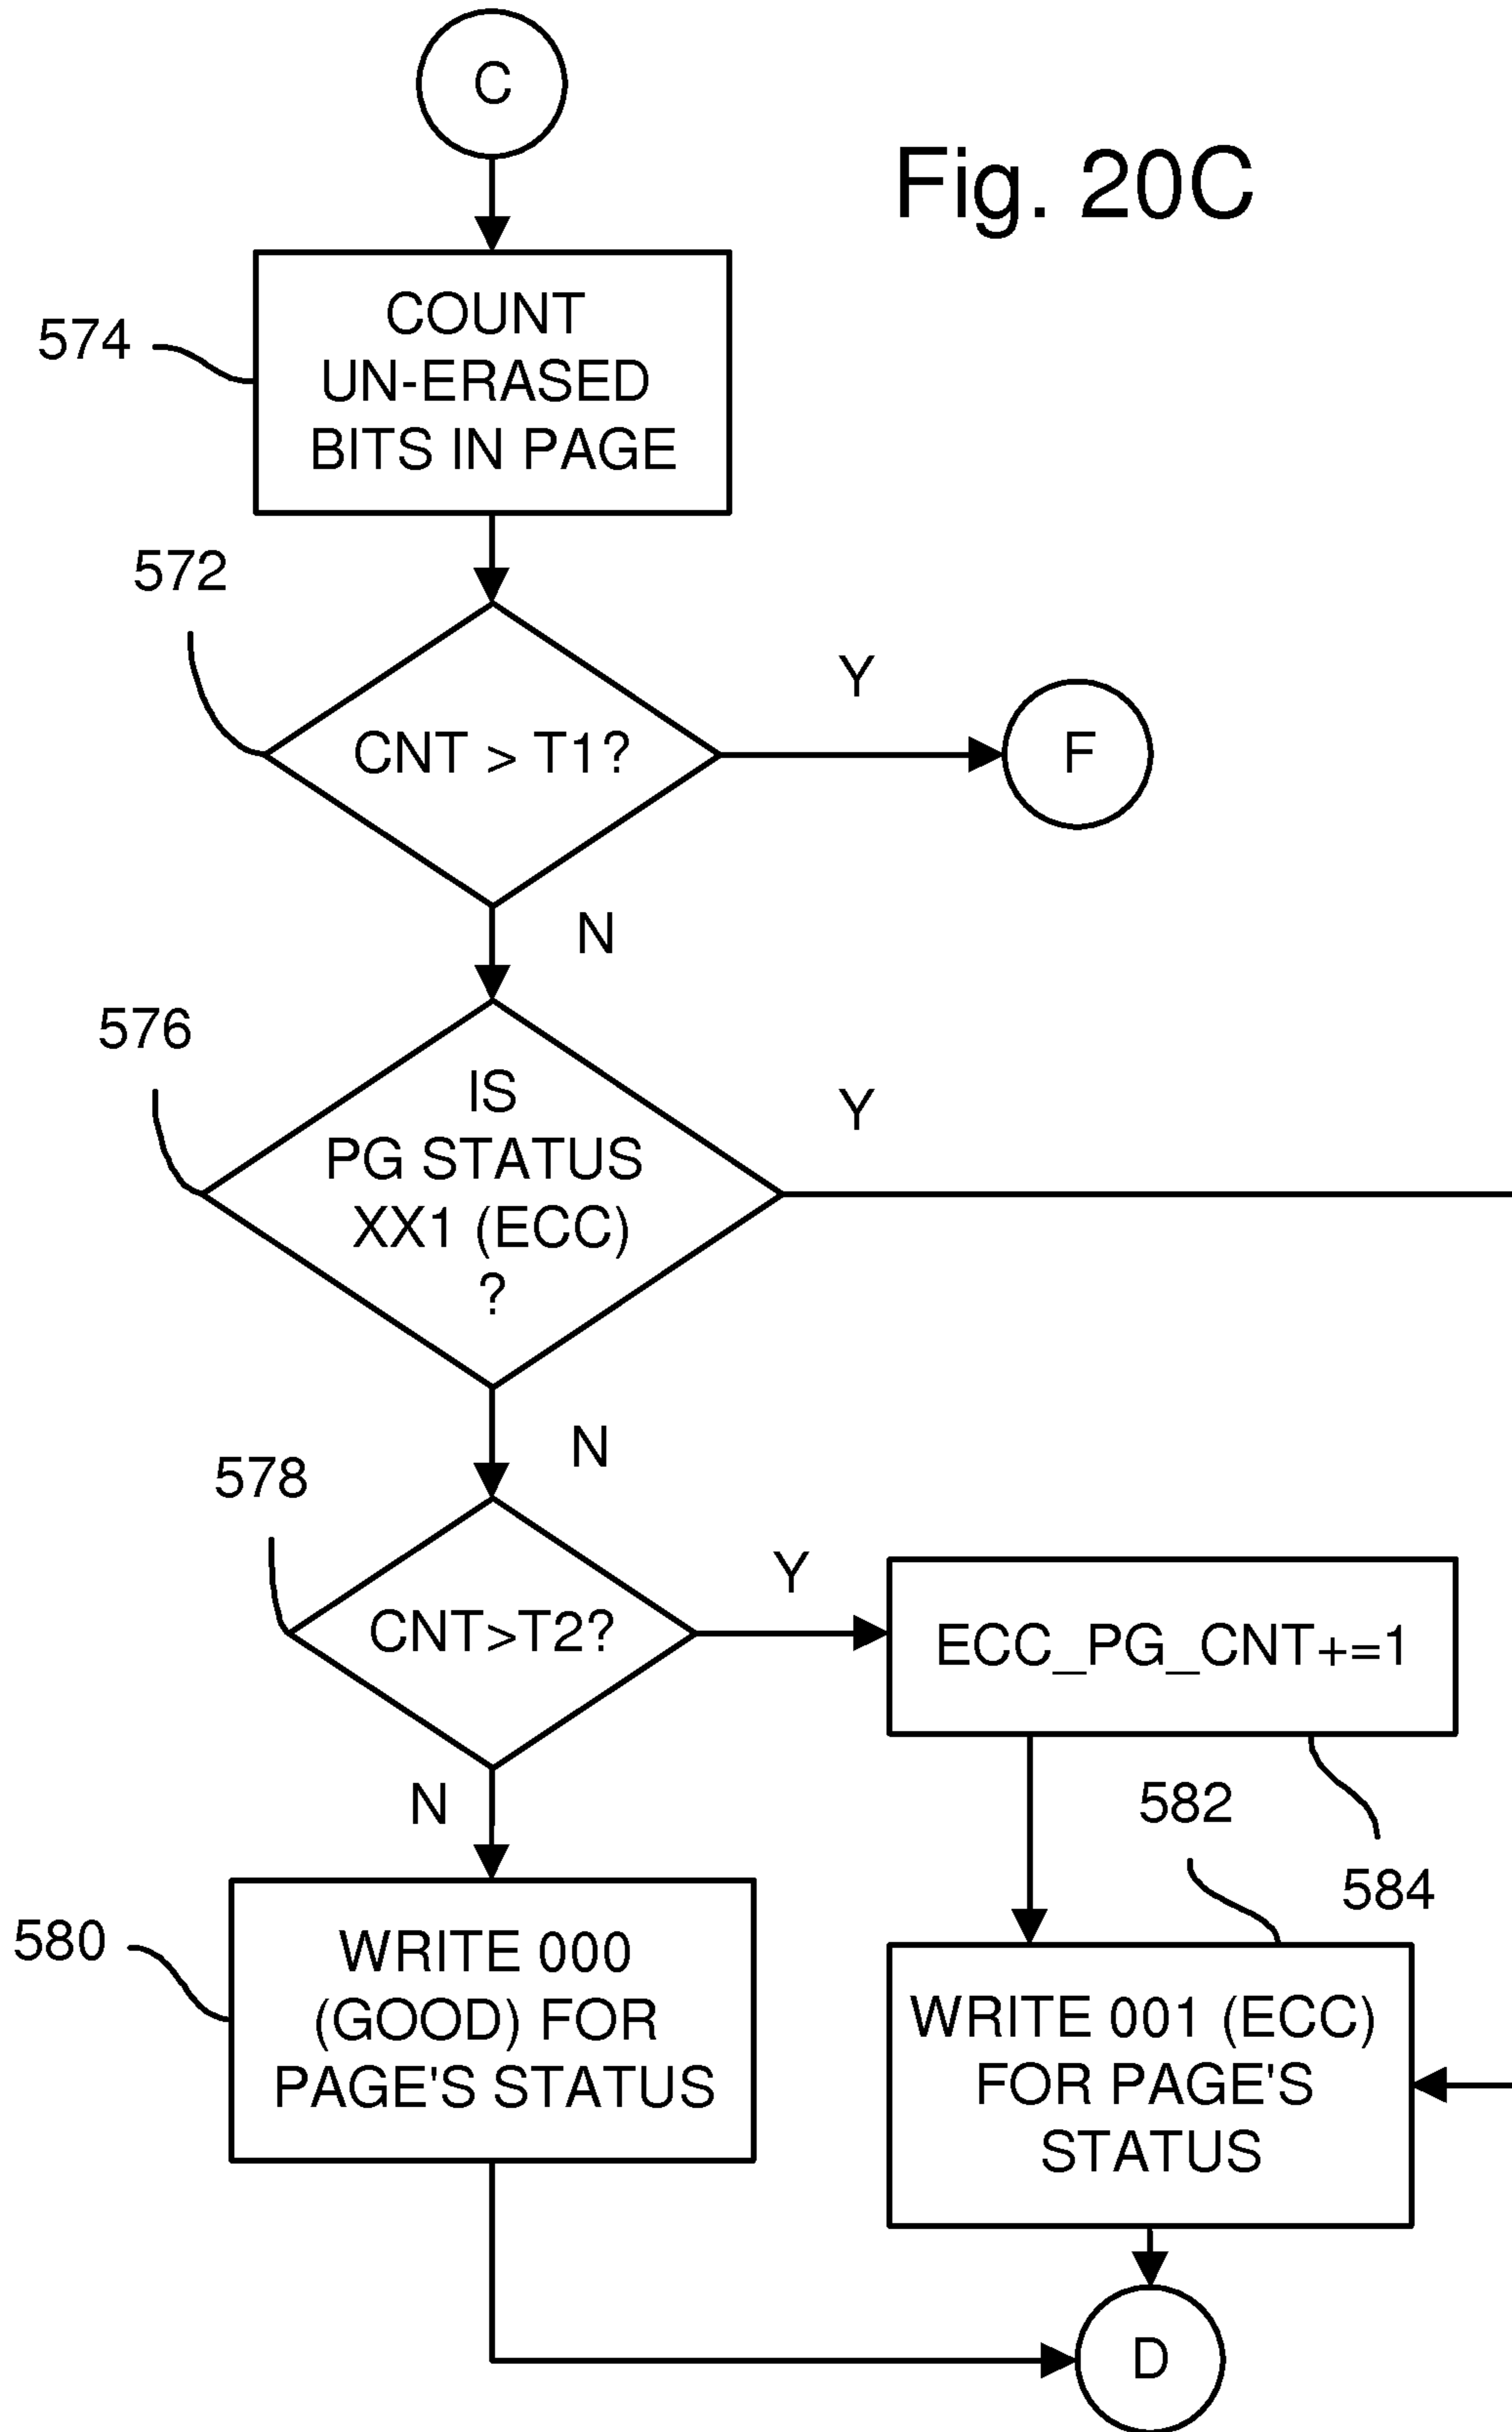 C
Fig. 20C
574
COUNT
UN-ERASED
BITS IN PAGE
572
CNT > T1?
Y
F
N
576
IS
PG STATUS
XX1 (ECC)
?
Y
N
578
CNT>T2?
Y
ECC_PG_CNT+=1
N
582
584
580
WRITE 000
(GOOD) FOR
PAGE'S STATUS
WRITE 001 (ECC)
FOR PAGE'S
STATUS
D